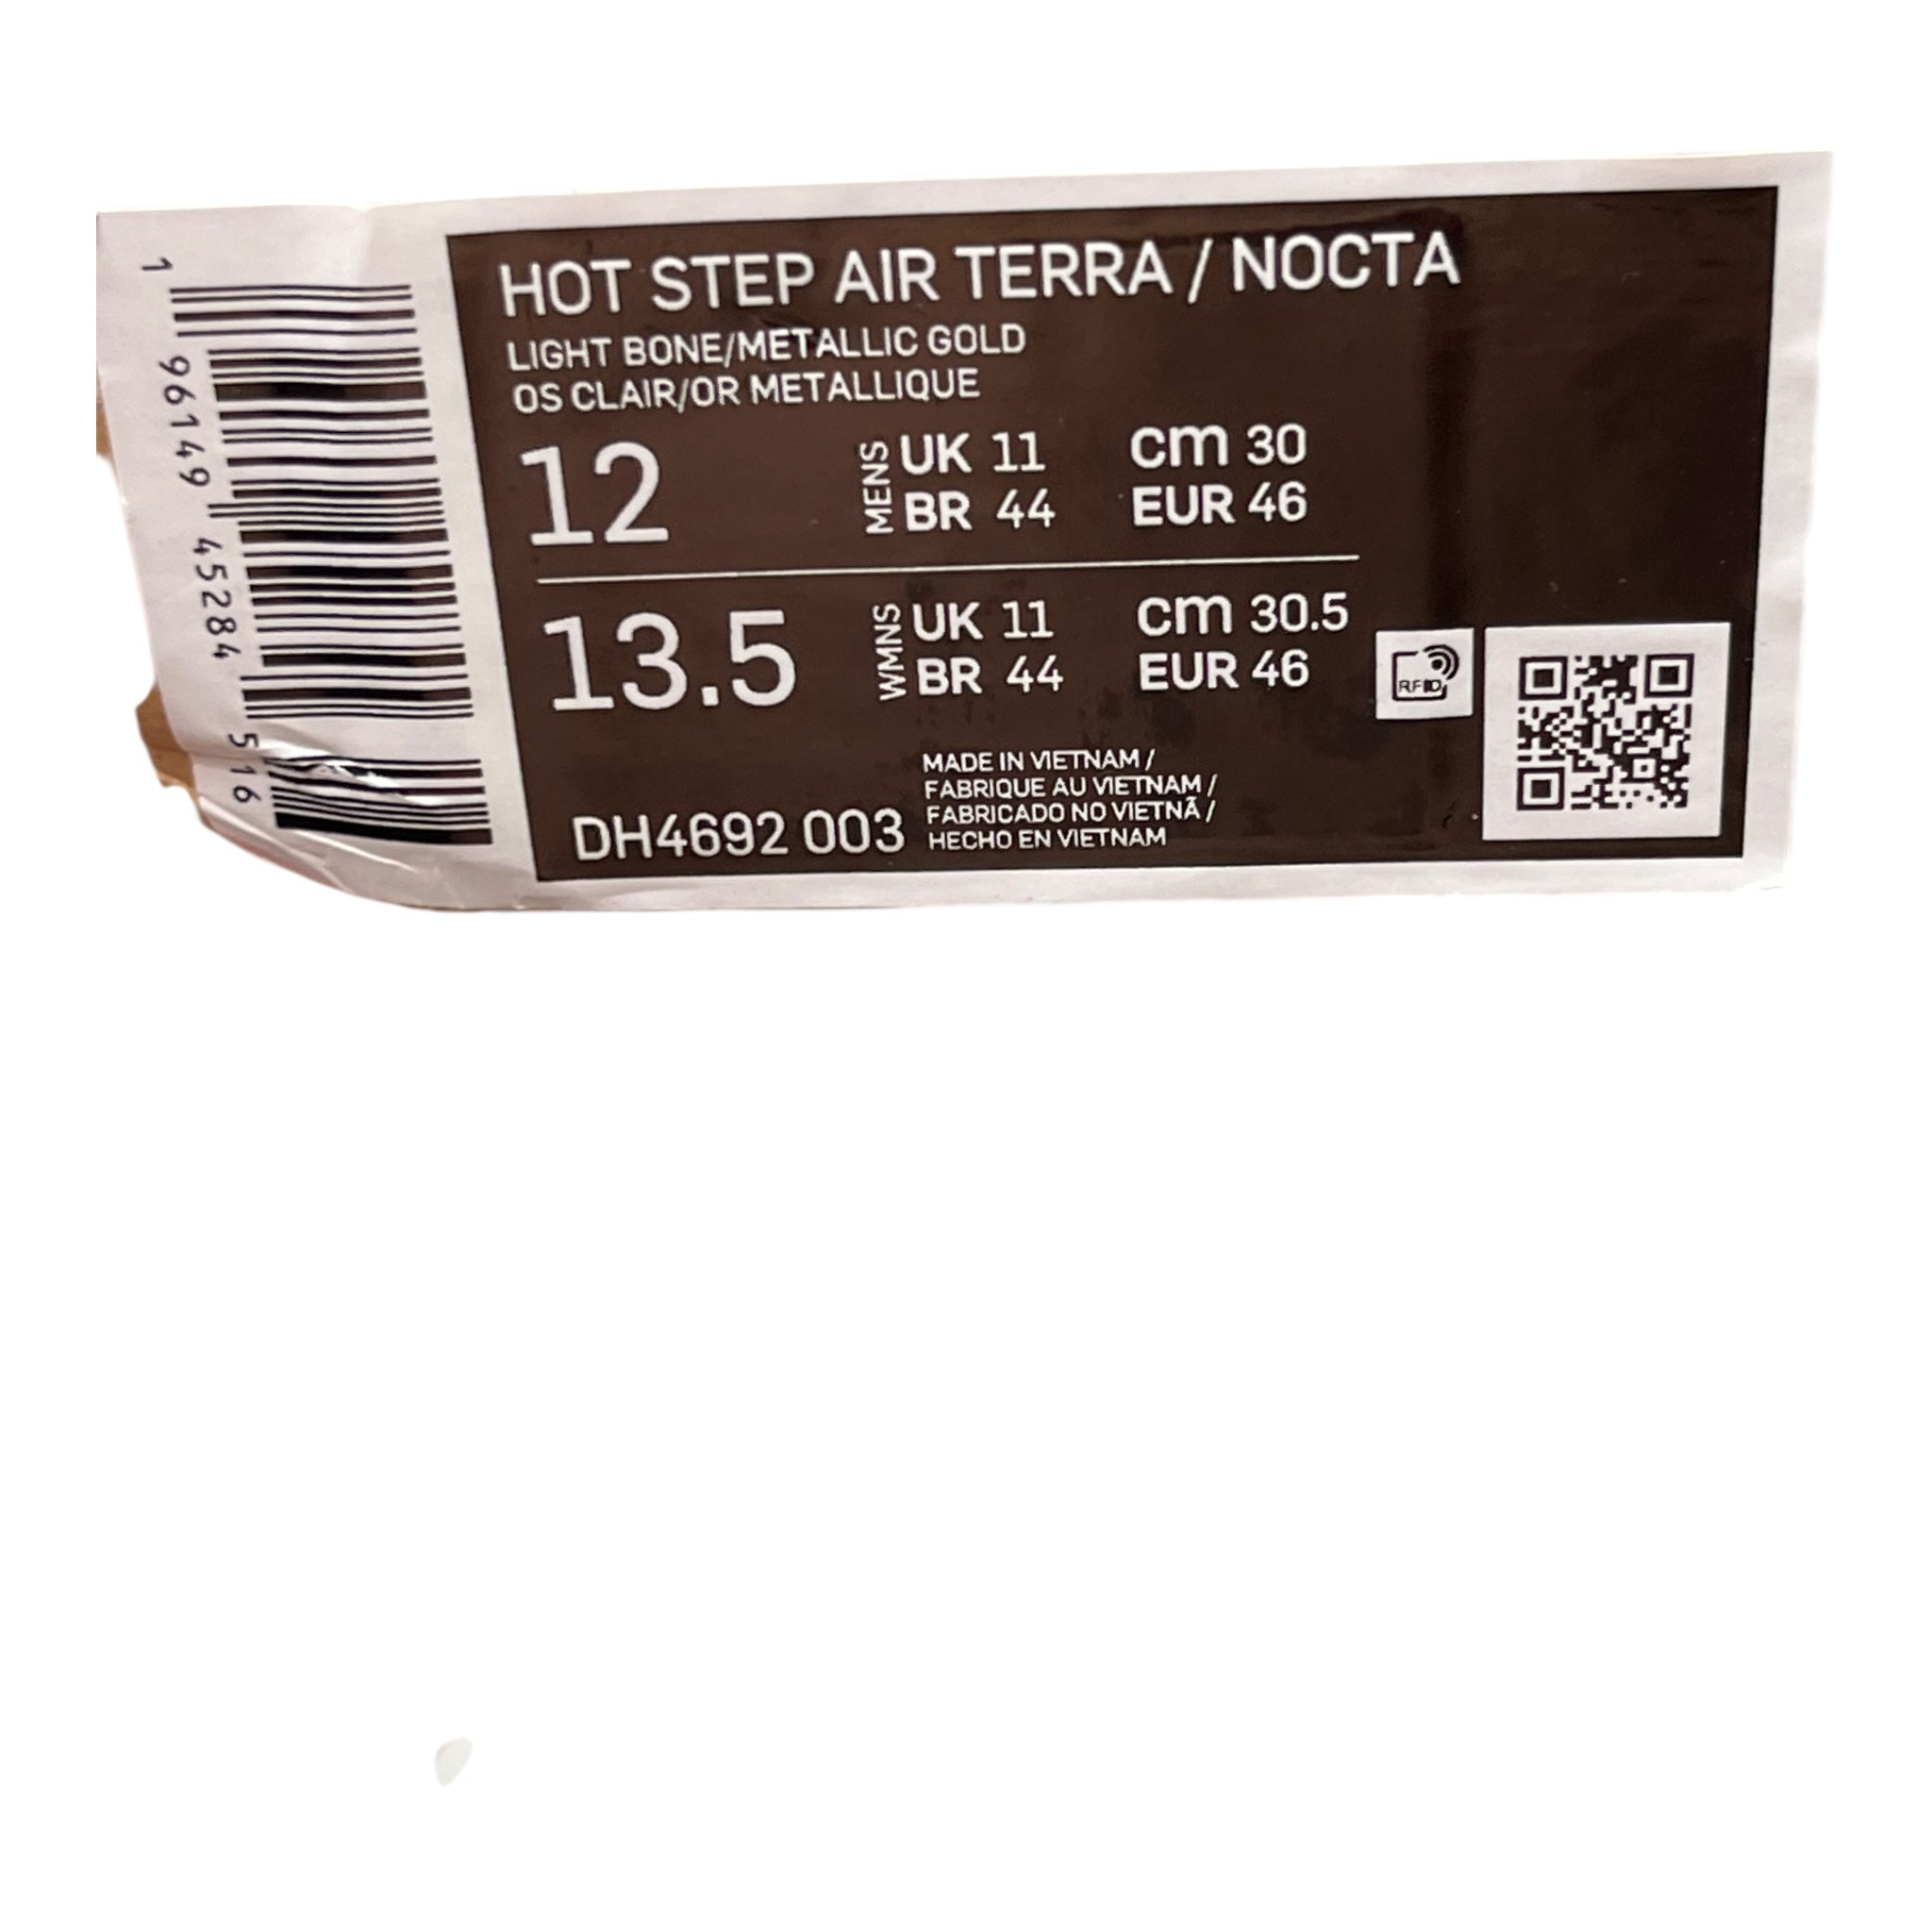 HOT STEP AIR TERRA / NOCTA
LIGHT BONE/METALLIC GOLD
OS CLAIR/OR METALLIQUE
12 MENS UK 11 cm 30
BR 44 EUR 46
13.5 WMNS UK 11 cm 30.5
BR 44 EUR 46
RFID
MADE IN VIETNAM /
FABRIQUE AU VIETNAM /
FABRICADO NO VIETNÃ /
HECHO EN VIETNAM
DH4692 003
1 96149 45284 516